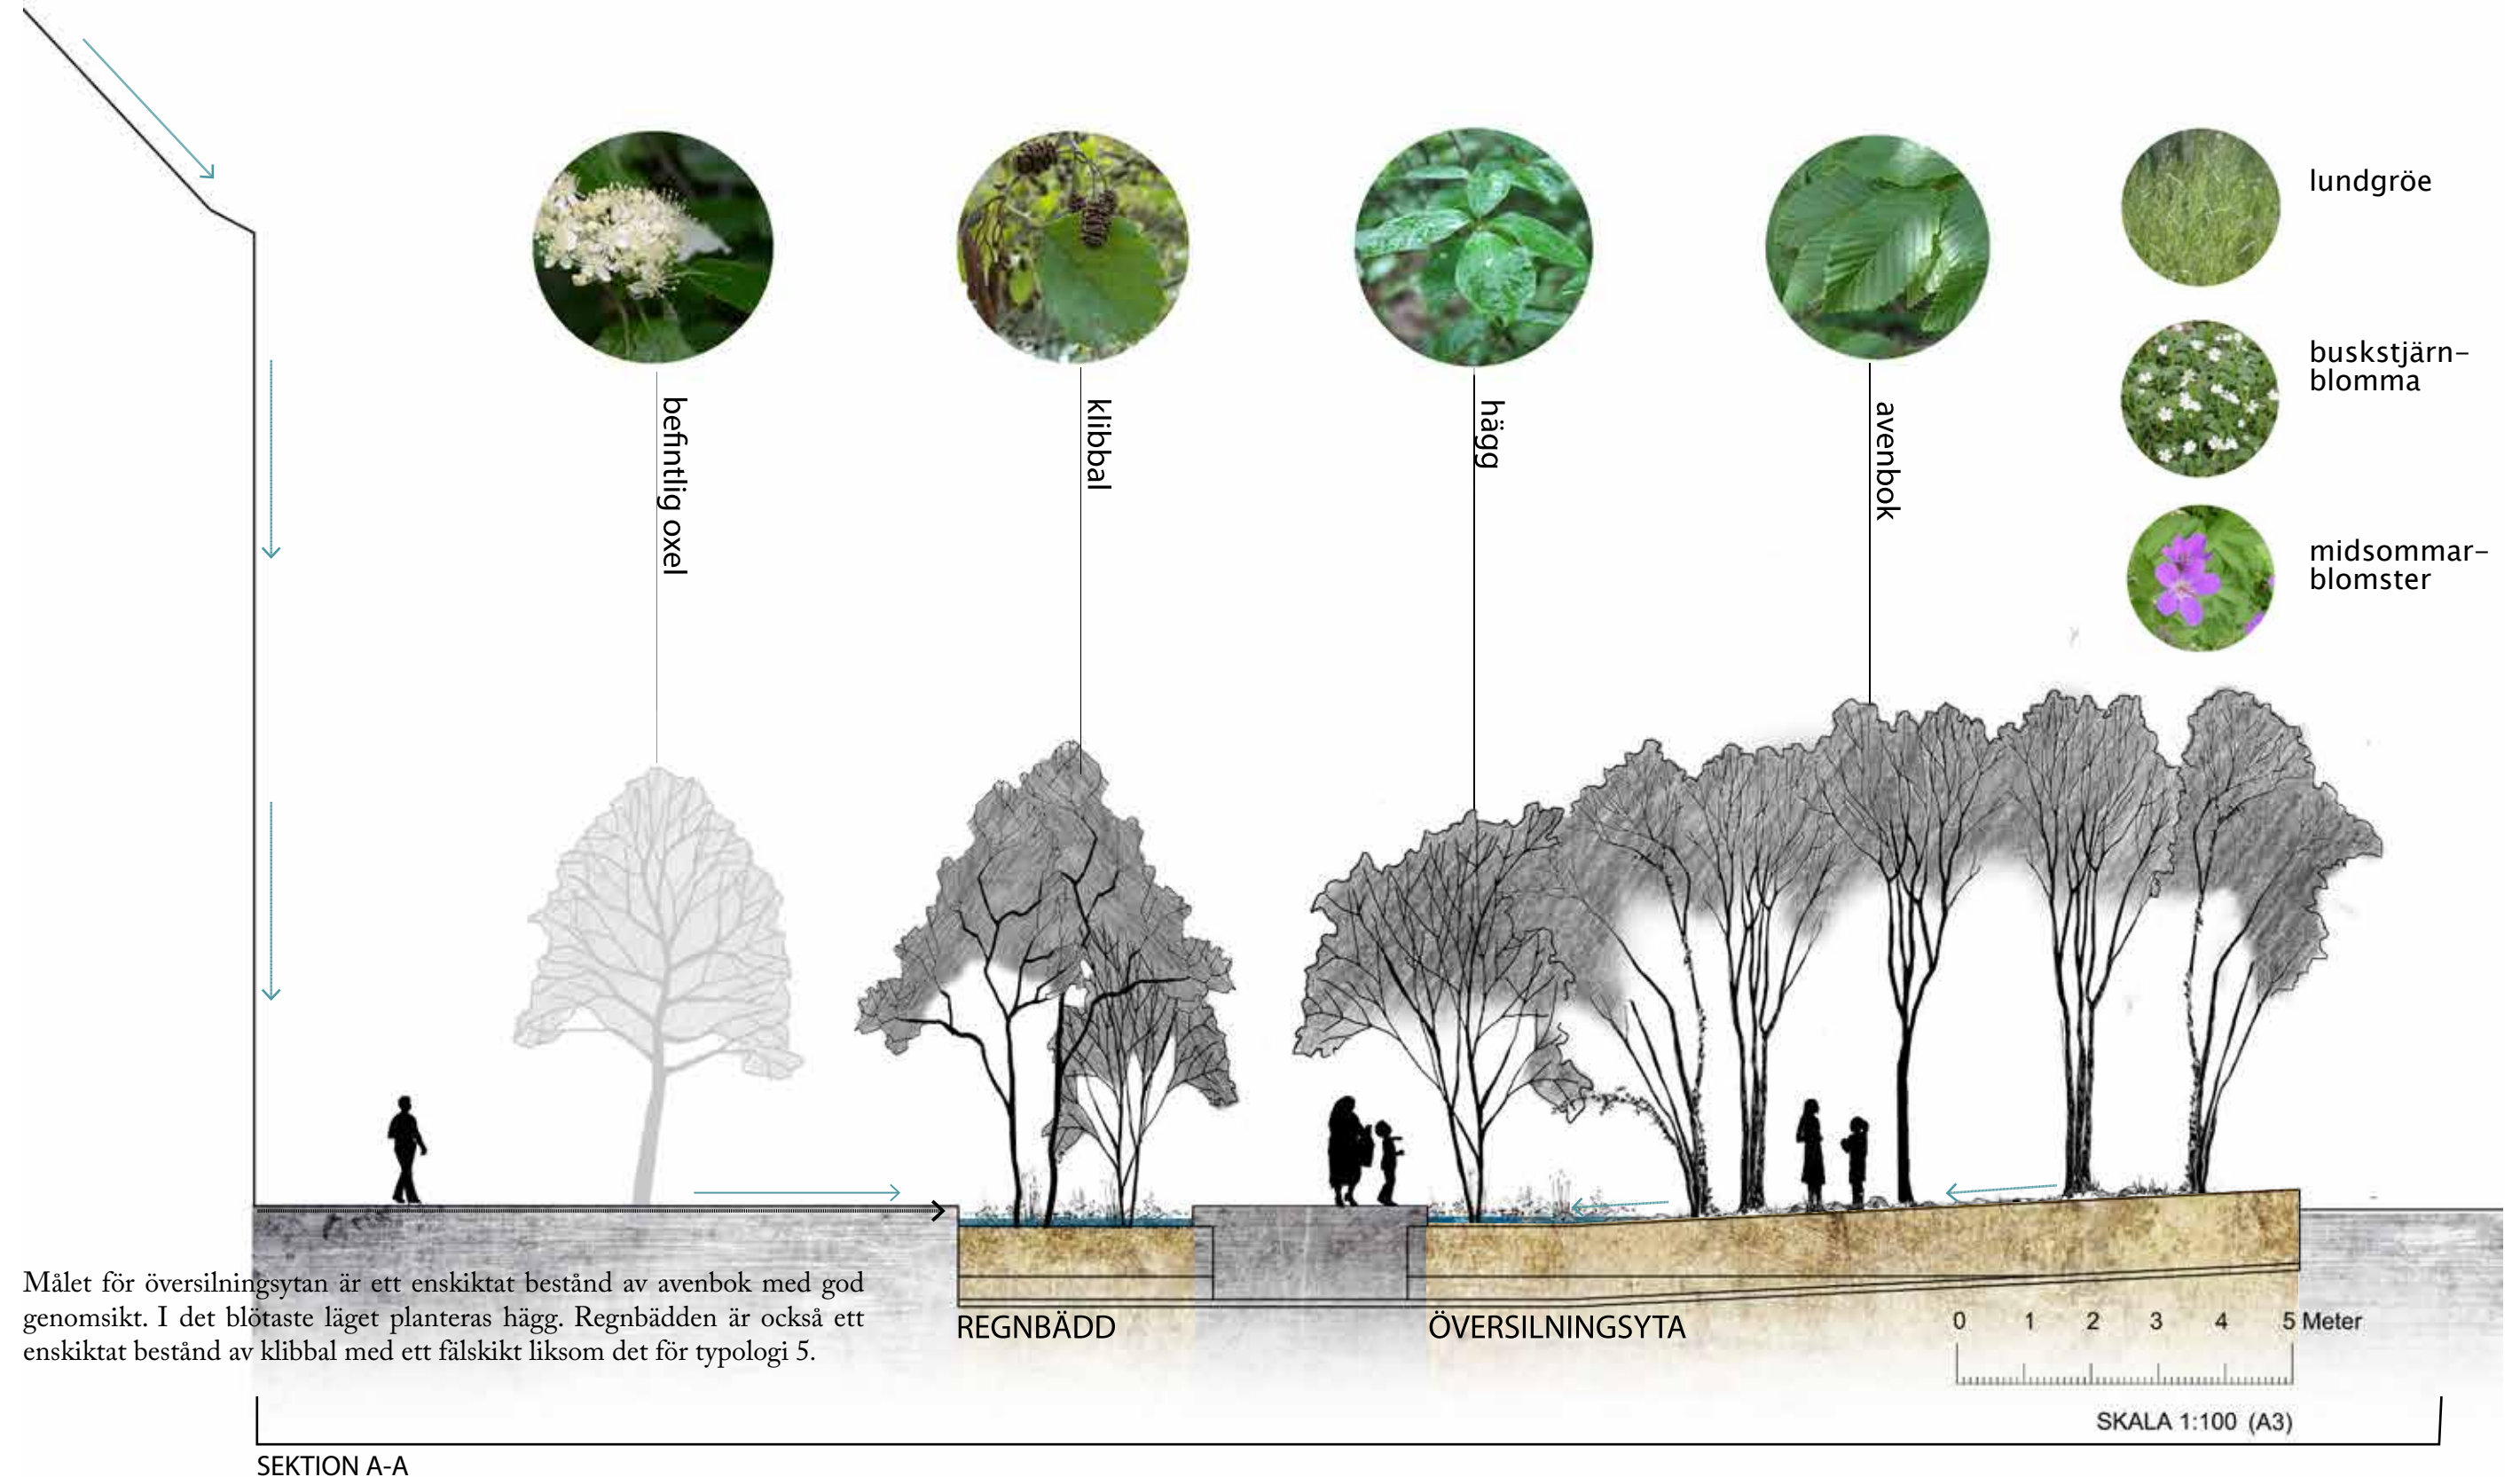 lundgröe
buskstjärn-
blomma
midsommar-
blomster
befintlig oxel
klibbal
hägg
avenbok
Målet för översilningsytan är ett enskiktat bestånd av avenbok med god
genomsikt. I det blötaste läget planteras hägg. Regnbädden är också ett
enskiktat bestånd av klibbal med ett fälskikt liksom det för typologi 5.
REGNBÄDD
ÖVERSILNINGSYTA
0 1 2 3 4 5 Meter
SKALA 1:100 (A3)
SEKTION A-A